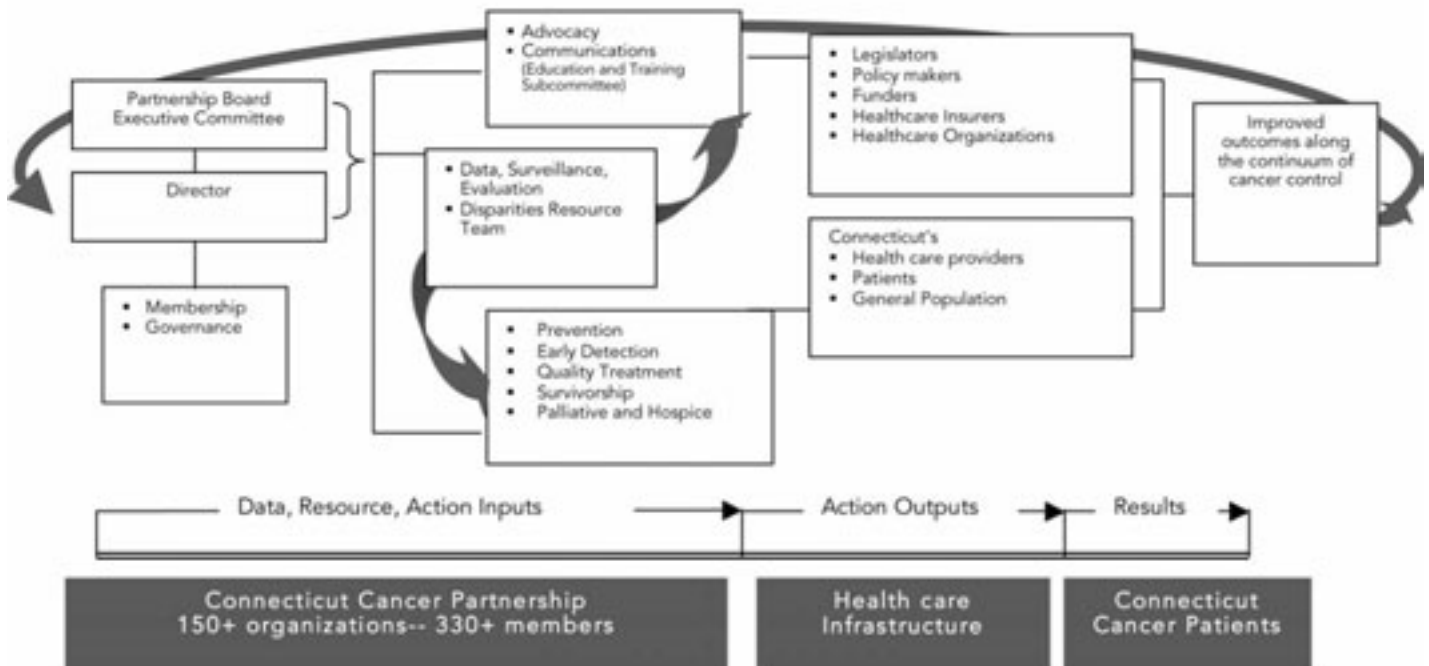 Partnership Board
Executive Committee
Director
▪ Membership
▪ Governance
▪ Advocacy
▪ Communications
(Education and Training
Subcommittee)
▪ Data, Surveillance,
Evaluation
▪ Disparities Resource
Team
▪ Prevention
▪ Early Detection
▪ Quality Treatment
▪ Survivorship
▪ Palliative and Hospice
▪ Legislators
▪ Policy makers
▪ Funders
▪ Healthcare Insurers
▪ Healthcare Organizations
Connecticut's
▪ Health care providers
▪ Patients
▪ General Population
Improved
outcomes along
the continuum of
cancer control
Data, Resource, Action Inputs
Action Outputs
Results
Connecticut Cancer Partnership
150+ organizations-- 330+ members
Health care
Infrastructure
Connecticut
Cancer Patients